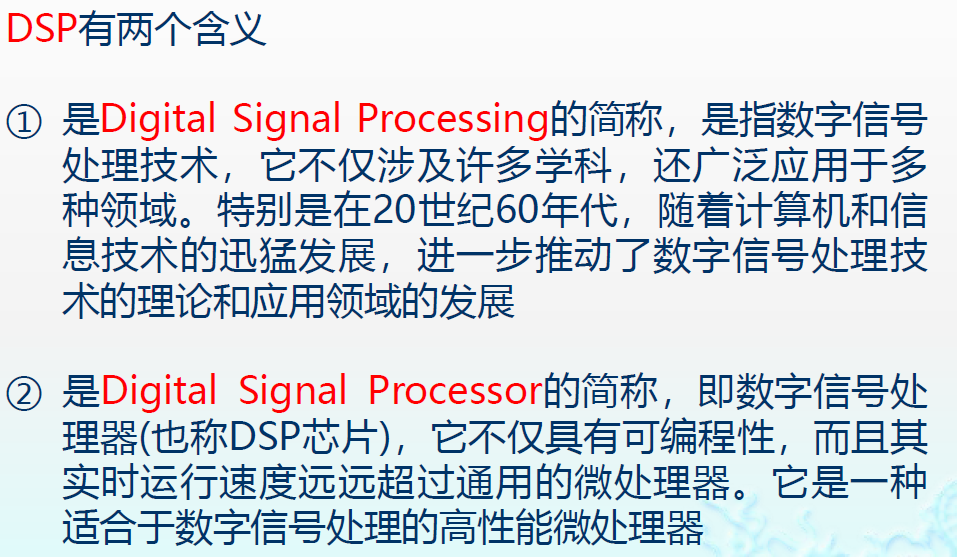 DSP有两个含义
① 是Digital Signal Processing的简称，是指数字信号
处理技术，它不仅涉及许多学科，还广泛应用于多
种领域。特别是在20世纪60年代，随着计算机和信
息技术的迅猛发展，进一步推动了数字信号处理技
术的理论和应用领域的发展
② 是Digital Signal Processor的简称，即数字信号处
理器(也称DSP芯片)，它不仅具有可编程性，而且其
实时运行速度远远超过通用的微处理器。它是一种
适合于数字信号处理的高性能微处理器